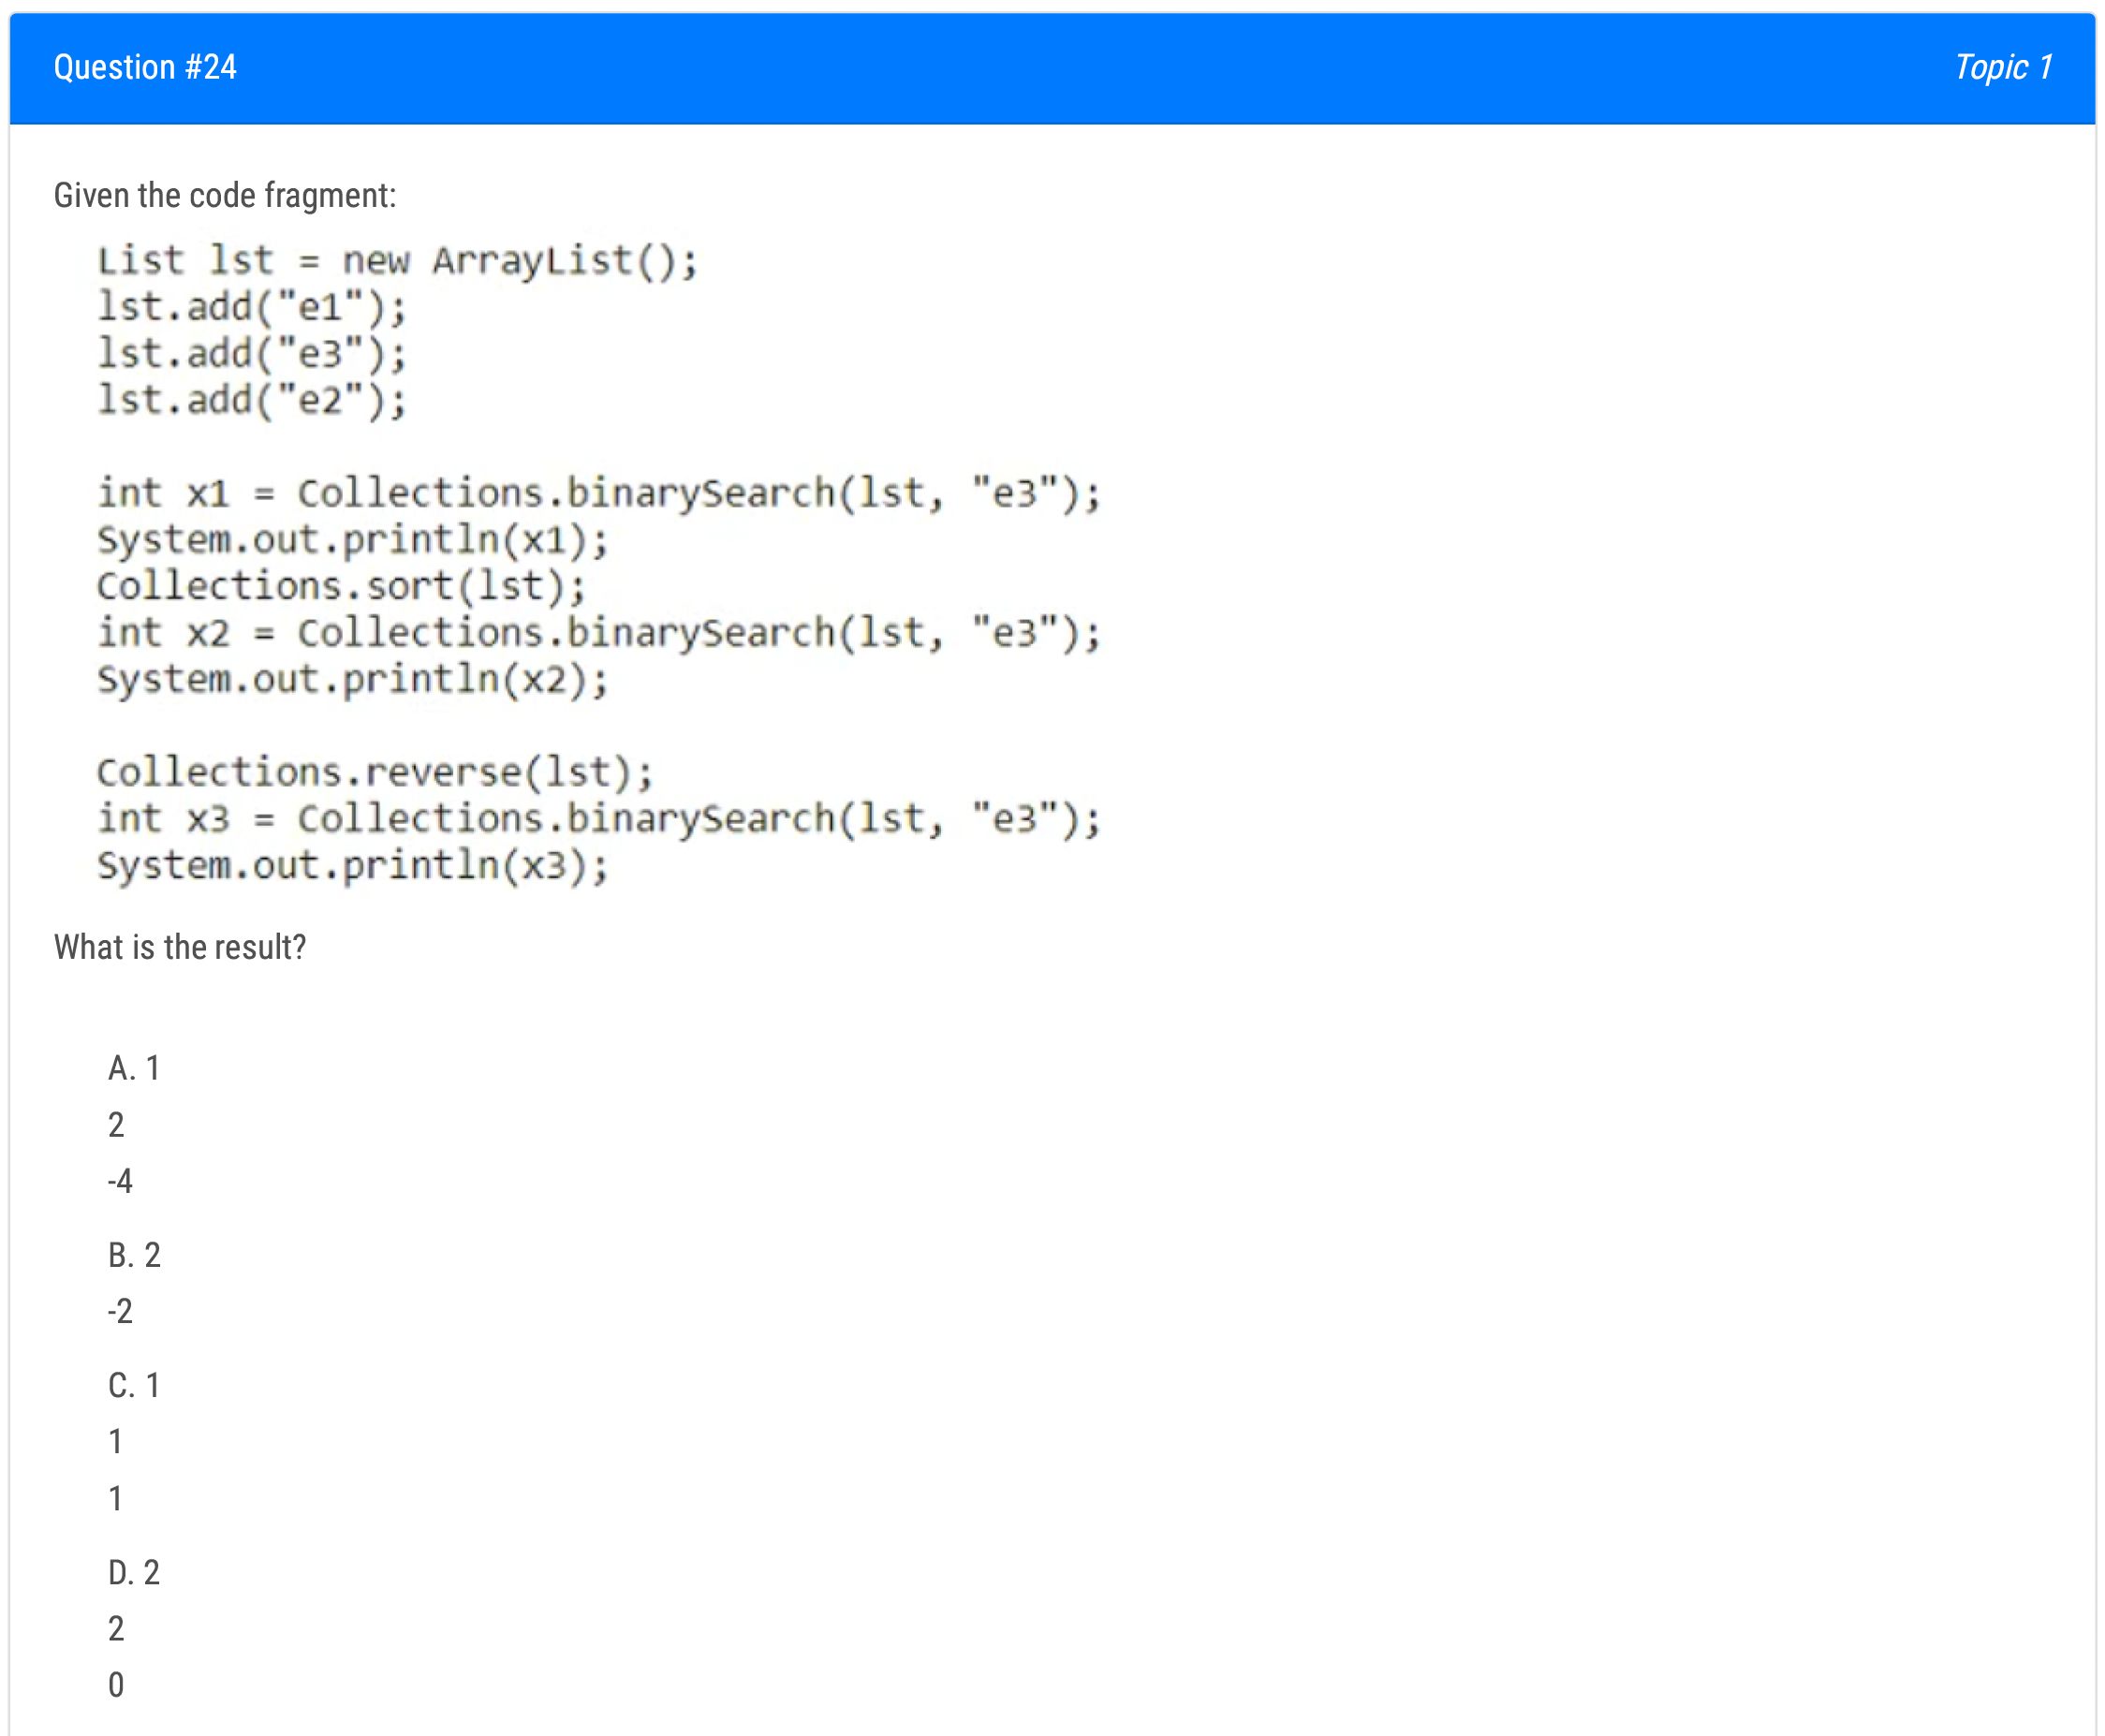 Question #24
Topic 1
Given the code fragment:
List lst = new ArrayList();
lst.add("e1");
lst.add("e3");
lst.add("e2");
int x1 = Collections.binarySearch(lst, "e3");
System.out.println(x1);
Collections.sort(lst);
int x2 = Collections.binarySearch(lst, "e3");
System.out.println(x2);
Collections.reverse(lst);
int x3 = Collections.binarySearch(lst, "e3");
System.out.println(x3);
What is the result?
A. 1
2
-4
B. 2
-2
C. 1
1
1
D. 2
2
0